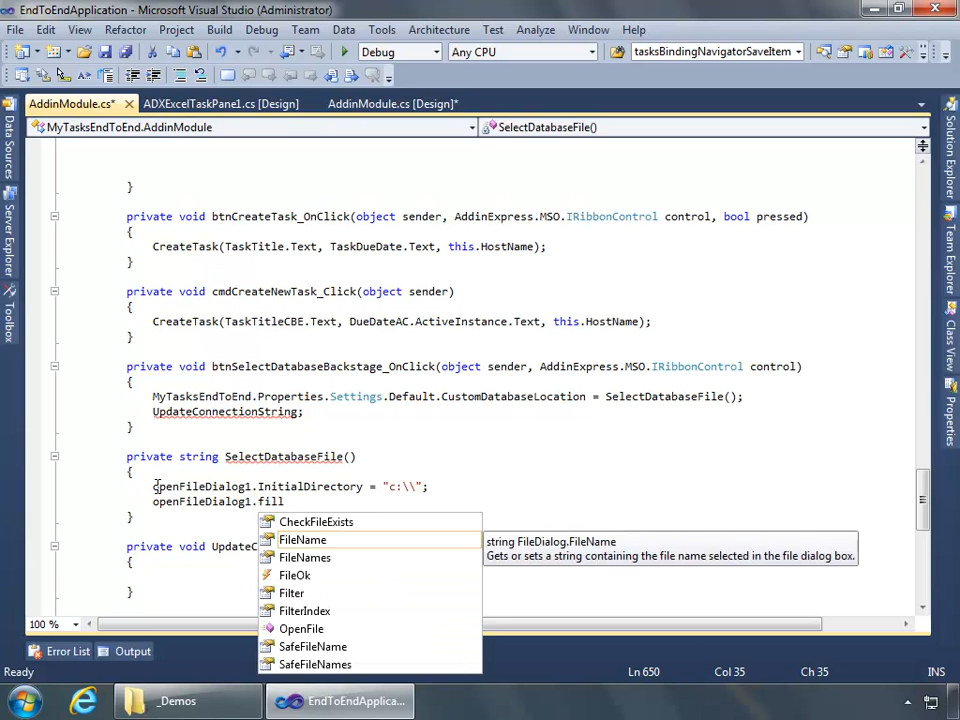 EndToEndApplication - Microsoft Visual Studio (Administrator)
File Edit View Refactor Project Build Debug Team Data Tools Architecture Test Analyze Window Help
Debug Any CPU tasksBindingNavigatorSaveItem
AddinModule.cs* ADXExcelTaskPane1.cs [Design] AddinModule.cs [Design]*
MyTasksEndToEnd.AddinModule SelectDatabaseFile()
}
private void btnCreateTask_OnClick(object sender, AddinExpress.MSO.IRibbonControl control, bool pressed)
{
CreateTask(TaskTitle.Text, TaskDueDate.Text, this.HostName);
}
private void cmdCreateNewTask_Click(object sender)
{
CreateTask(TaskTitleCBE.Text, DueDateAC.ActiveInstance.Text, this.HostName);
}
private void btnSelectDatabaseBackstage_OnClick(object sender, AddinExpress.MSO.IRibbonControl control)
{
MyTasksEndToEnd.Properties.Settings.Default.CustomDatabaseLocation = SelectDatabaseFile();
UpdateConnectionString;
}
private string SelectDatabaseFile()
{
openFileDialog1.InitialDirectory = "c:\\";
openFileDialog1.fill
}
private void UpdateC
{
}
CheckFileExists
FileName
FileNames
FileOk
Filter
FilterIndex
OpenFile
SafeFileName
SafeFileNames
string FileDialog.FileName
Gets or sets a string containing the file name selected in the file dialog box.
Data Sources
Server Explorer
Toolbox
Solution Explorer
Team Explorer
Class View
Properties
100 %
Error List Output
Ready Ln 650 Col 35 Ch 35 INS
_Demos EndToEndApplica...